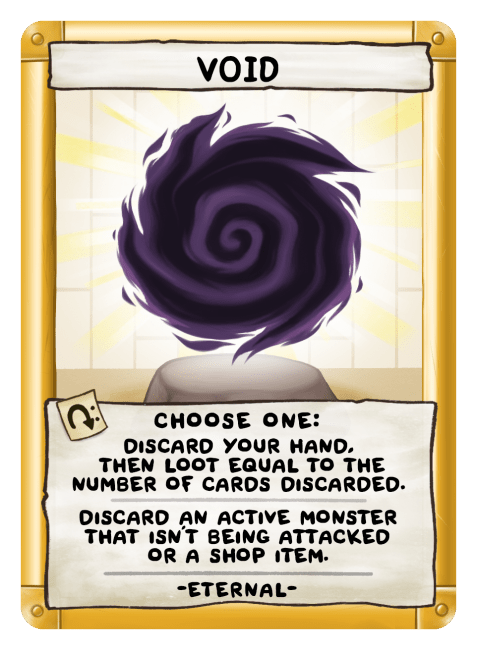 VOID
CHOOSE ONE:
DISCARD YOUR HAND,
THEN LOOT EQUAL TO THE
NUMBER OF CARDS DISCARDED.
DISCARD AN ACTIVE MONSTER
THAT ISN'T BEING ATTACKED
OR A SHOP ITEM.
-ETERNAL-